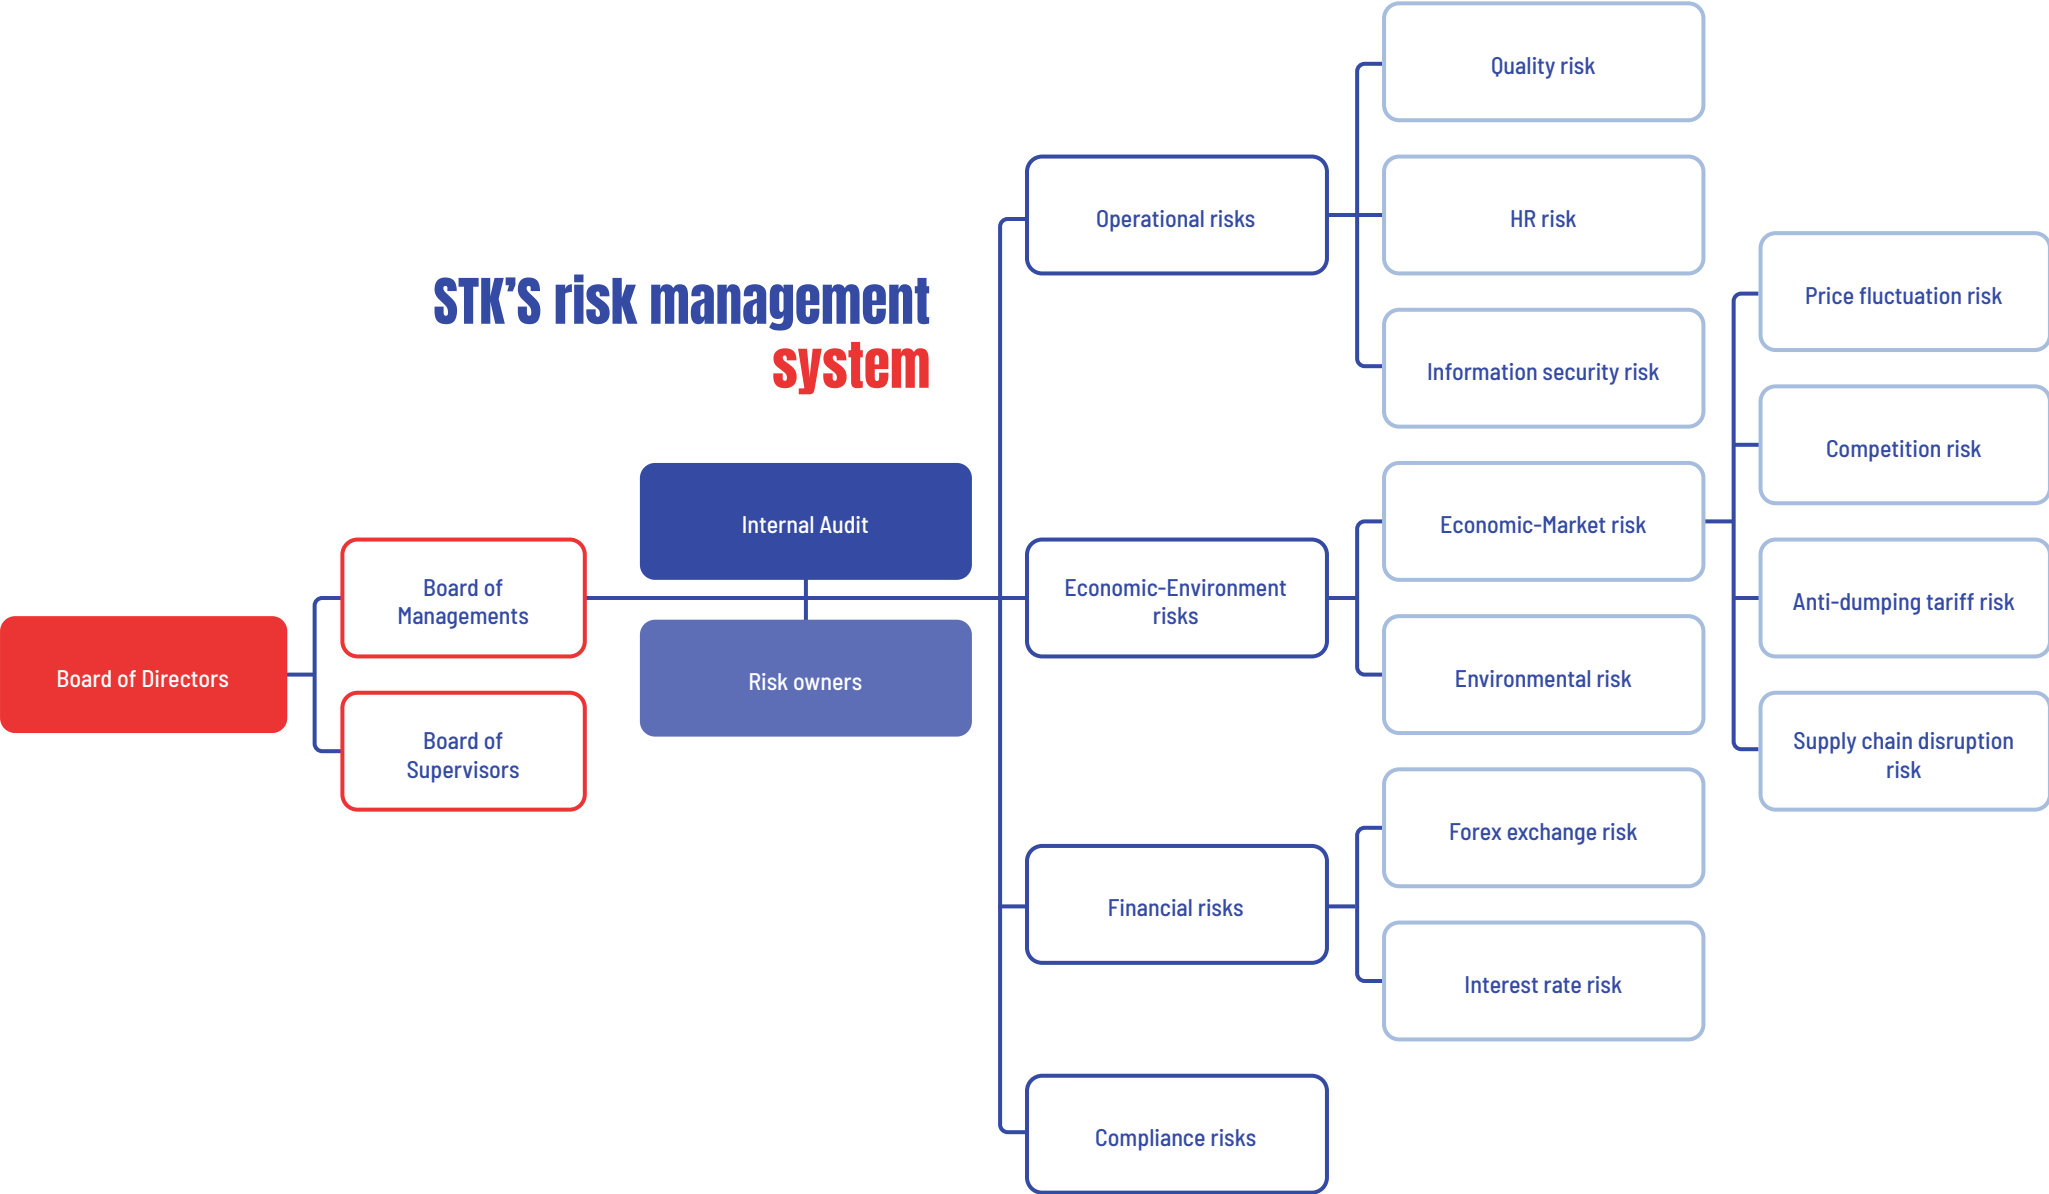 STK'S risk management
system
Board of Directors
Board of
Managements
Board of
Supervisors
Internal Audit
Risk owners
Operational risks
Quality risk
HR risk
Information security risk
Economic-Environment
risks
Economic-Market risk
Environmental risk
Price fluctuation risk
Competition risk
Anti-dumping tariff risk
Supply chain disruption
risk
Financial risks
Forex exchange risk
Interest rate risk
Compliance risks